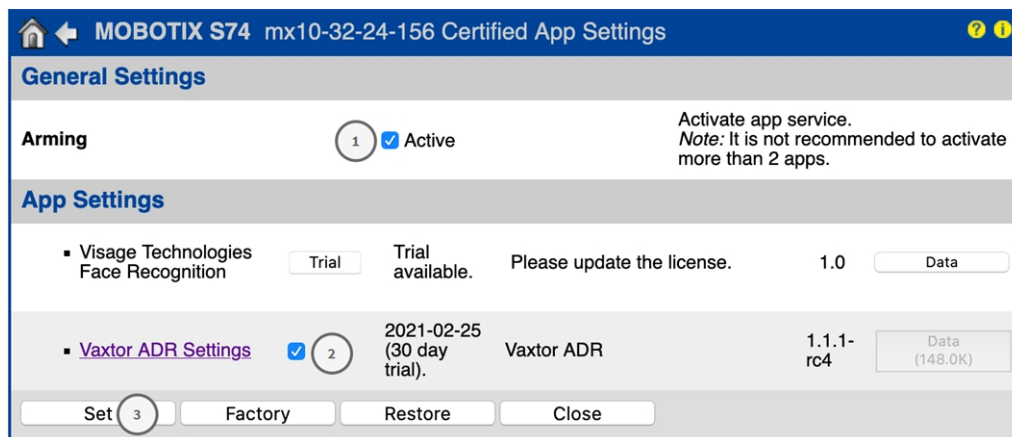 MOBOTIX S74 mx10-32-24-156 Certified App Settings ? i
General Settings
Arming 1 Active
Activate app service.
Note: It is not recommended to activate
more than 2 apps.
App Settings
Visage Technologies
Face Recognition
Trial
Trial
available.
Please update the license.
1.0
Data
Vaxtor ADR Settings
2
2021-02-25
(30 day
trial).
Vaxtor ADR
1.1.1-
rc4
Data
(148.0K)
Set 3 Factory Restore Close